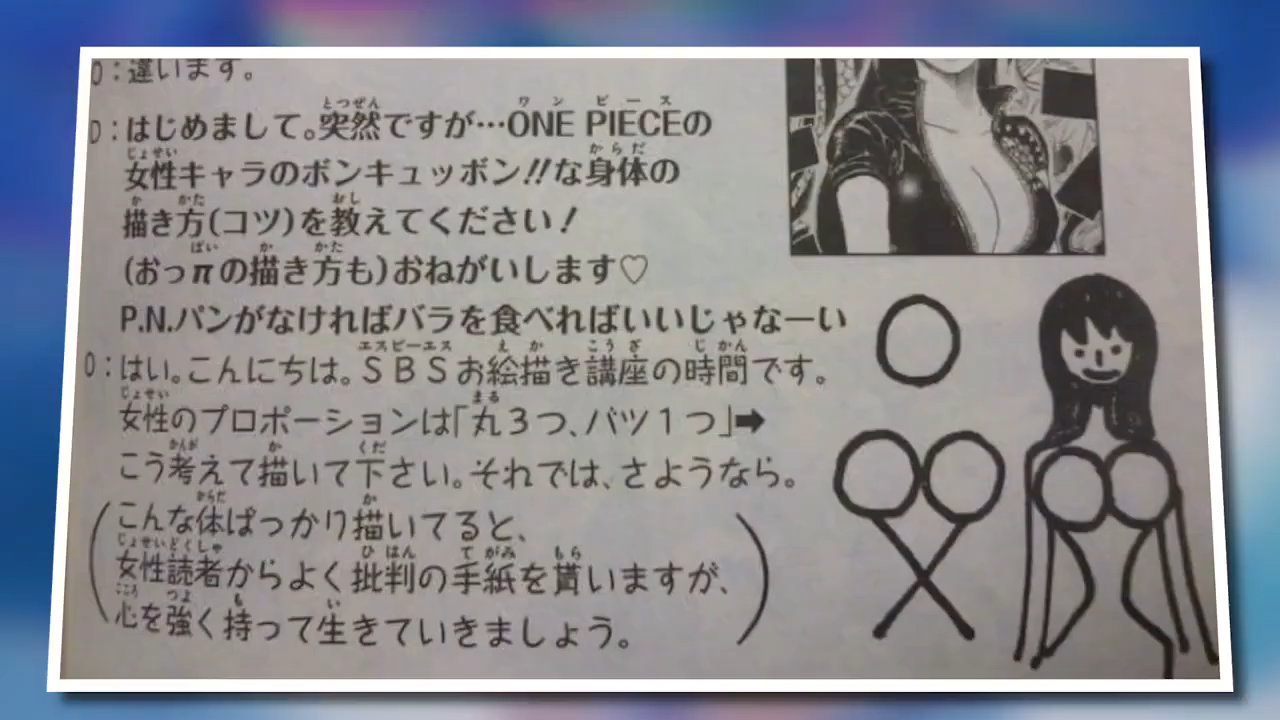 O：違います。
D：はじめまして。突然ですが…ONE PIECEの
女性キャラのボンキュッボン!!な身体の
描き方(コツ)を教えてください！
(おっπの描き方も)おねがいします♡
P.N.パンがなければバラを食べればいいじゃなーい
O：はい。こんにちは。ＳＢＳお絵描き講座の時間です。
女性のプロポーションは「丸３つ、バツ１つ」➡
こう考えて描いて下さい。それでは、さようなら。
(こんな体ばっかり描いてると、
女性読者からよく批判の手紙を貰いますが、
心を強く持って生きていきましょう。)